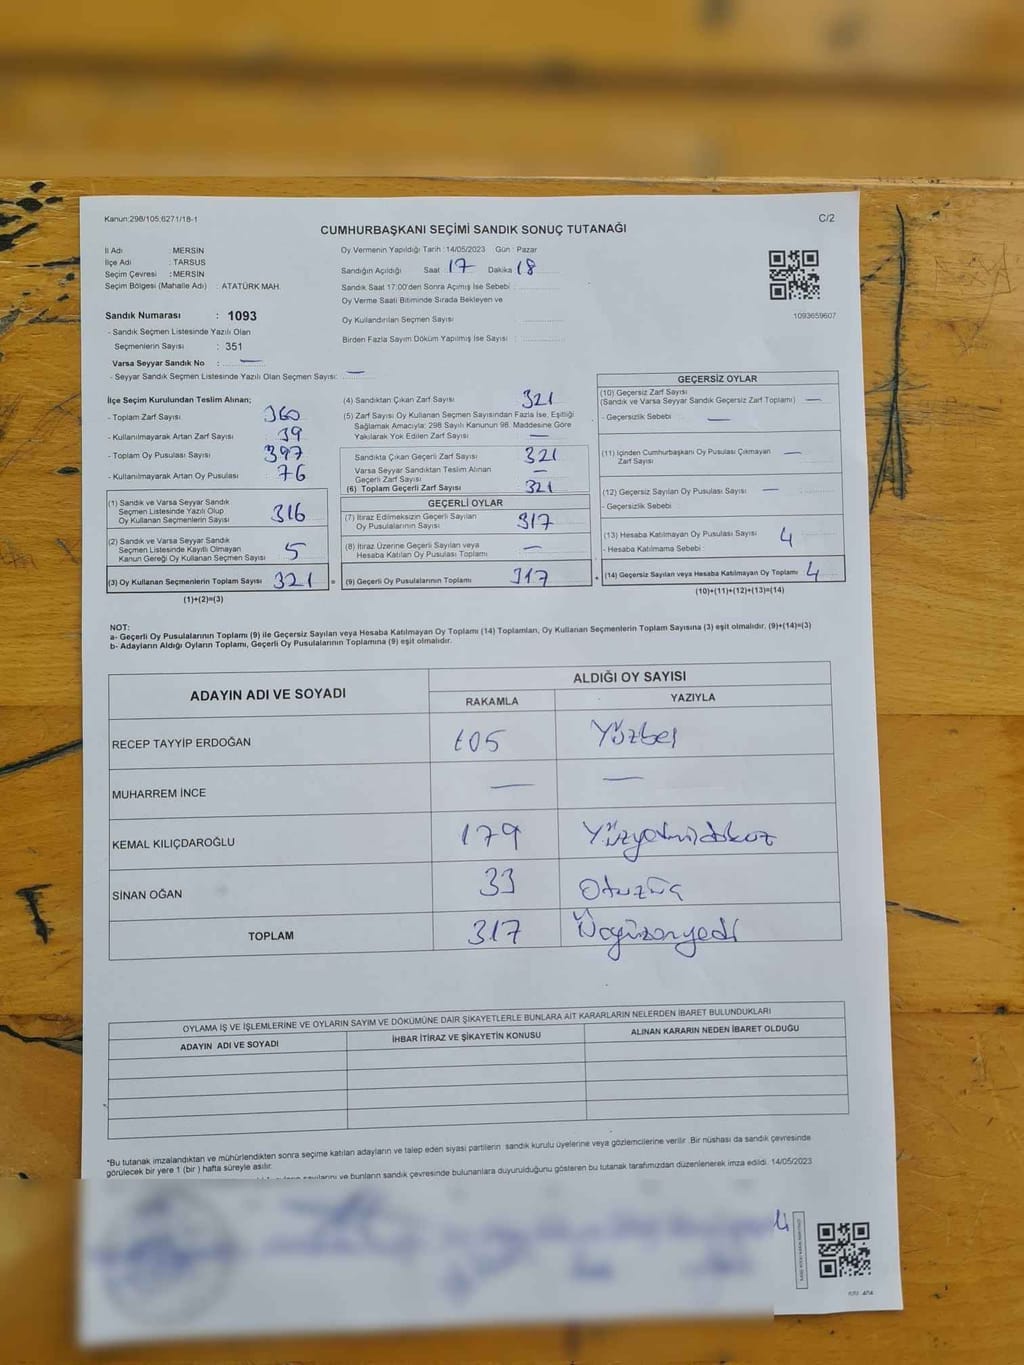 Kanun:298/105;6271/18-1
C/2
CUMHURBAŞKANI SEÇİMİ SANDIK SONUÇ TUTANAĞI
İl Adı : MERSİN
İlçe Adı : TARSUS
Seçim Çevresi : MERSİN
Seçim Bölgesi (Mahalle Adı) : ATATÜRK MAH.
Sandık Numarası : 1093
- Sandık Seçmen Listesinde Yazılı Olan
Seçmenlerin Sayısı : 351
Varsa Seyyar Sandık No : —
- Seyyar Sandık Seçmen Listesinde Yazılı Olan Seçmen Sayısı: —
Oy Vermenin Yapıldığı Tarih : 14/05/2023 Gün : Pazar
Sandığın Açıldığı Saat : 17 Dakika : 18
Sandık Saat 17:00'den Sonra Açımış İse Sebebi :
Oy Verme Saati Bitiminde Sırada Bekleyen ve
Oy Kullandırılan Seçmen Sayısı
Birden Fazla Sayım Döküm Yapılmış İse Sayısı :
1093659607
İlçe Seçim Kurulundan Teslim Alınan;
- Toplam Zarf Sayısı 360
- Kullanılmayarak Artan Zarf Sayısı 39
- Toplam Oy Pusulası Sayısı 397
- Kullanılmayarak Artan Oy Pusulası 76
(1) Sandık ve Varsa Seyyar Sandık
Seçmen Listesinde Yazılı Olup
Oy Kullanan Seçmenlerin Sayısı 316
(2) Sandık ve Varsa Seyyar Sandık
Seçmen Listesinde Kayıtlı Olmayan
Kanun Gereği Oy Kullanan Seçmen Sayısı 5
(3) Oy Kullanan Seçmenlerin Toplam Sayısı 321 =
(1)+(2)=(3)
(4) Sandıktan Çıkan Zarf Sayısı 321
(5) Zarf Sayısı Oy Kullanan Seçmen Sayısından Fazla İse, Eşitliği
Sağlamak Amacıyla; 298 Sayılı Kanunun 98. Maddesine Göre
Yakılarak Yok Edilen Zarf Sayısı —
Sandıkta Çıkan Geçerli Zarf Sayısı 321
Varsa Seyyar Sandıktan Teslim Alınan
Geçerli Zarf Sayısı —
(6) Toplam Geçerli Zarf Sayısı 321
GEÇERLİ OYLAR
(7) İtiraz Edilmeksizin Geçerli Sayılan
Oy Pusulalarının Sayısı 317
(8) İtiraz Üzerine Geçerli Sayılan veya
Hesaba Katılan Oy Pusulası Toplamı —
(9) Geçerli Oy Pusulalarının Toplamı 317 +
GEÇERSİZ OYLAR
(10) Geçersiz Zarf Sayısı
(Sandık ve Varsa Seyyar Sandık Geçersiz Zarf Toplamı) —
- Geçersizlik Sebebi —
(11) İçinden Cumhurbaşkanı Oy Pusulası Çıkmayan
Zarf Sayısı —
(12) Geçersiz Sayılan Oy Pusulası Sayısı —
- Geçersizlik Sebebi
(13) Hesaba Katılmayan Oy Pusulası Sayısı 4
- Hesaba Katılmama Sebebi
(14) Geçersiz Sayılan veya Hesaba Katılmayan Oy Toplamı 4
(10)+(11)+(12)+(13)=(14)
NOT:
a- Geçerli Oy Pusulalarının Toplamı (9) ile Geçersiz Sayılan veya Hesaba Katılmayan Oy Toplamı (14) Toplamları, Oy Kullanan Seçmenlerin Toplam Sayısına (3) eşit olmalıdır. (9)+(14)=(3)
b- Adayların Aldığı Oyların Toplamı, Geçerli Oy Pusulalarının Toplamına (9) eşit olmalıdır.
ADAYIN ADI VE SOYADI
ALDIĞI OY SAYISI
RAKAMLA YAZIYLA
RECEP TAYYİP ERDOĞAN 105 Yüzbeş
MUHARREM İNCE — —
KEMAL KILIÇDAROĞLU 179 Yüzyetmişdokuz
SİNAN OĞAN 33 Otuzüç
TOPLAM 317 Üçyüzonyedi
OYLAMA İŞ VE İŞLEMLERİNE VE OYLARIN SAYIM VE DÖKÜMÜNE DAİR ŞİKAYETLERLE BUNLARA AİT KARARLARIN NELERDEN İBARET BULUNDUKLARI
ADAYIN ADI VE SOYADI İHBAR İTİRAZ VE ŞİKAYETİN KONUSU ALINAN KARARIN NEDEN İBARET OLDUĞU
*Bu tutanak imzalandıktan ve mühürlendikten sonra seçime katılan adayların ve talep eden siyasi partilerin sandık kurulu üyelerine veya gözlemcilerine verilir. Bir nüshası da sandık çevresinde
görülecek bir yere 1 (bir ) hafta süreyle asılır.
sayılarını ve bunların sandık çevresinde bulunanlara duyurulduğunu gösteren bu tutanak tarafımızdan düzenlenerek imza edildi. 14/05/2023